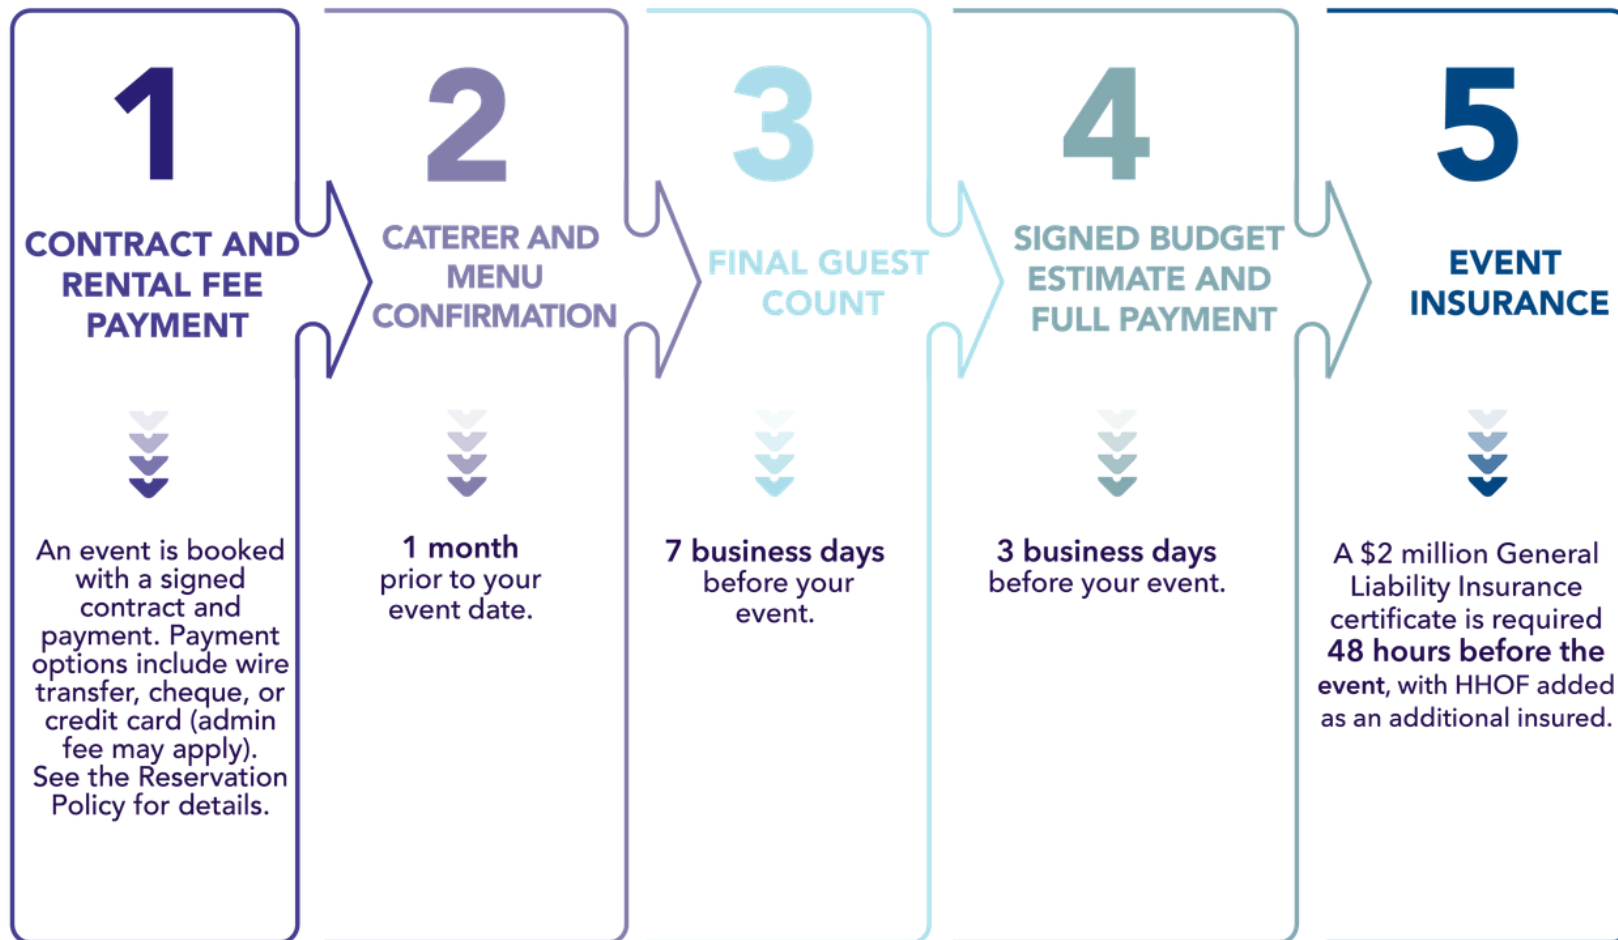 1
CONTRACT AND
RENTAL FEE
PAYMENT
An event is booked
with a signed
contract and
payment. Payment
options include wire
transfer, cheque, or
credit card (admin
fee may apply).
See the Reservation
Policy for details.
2
CATERER AND
MENU
CONFIRMATION
1 month
prior to your
event date.
3
FINAL GUEST
COUNT
7 business days
before your
event.
4
SIGNED BUDGET
ESTIMATE AND
FULL PAYMENT
3 business days
before your event.
5
EVENT
INSURANCE
A $2 million General
Liability Insurance
certificate is required
48 hours before the
event, with HHOF added
as an additional insured.